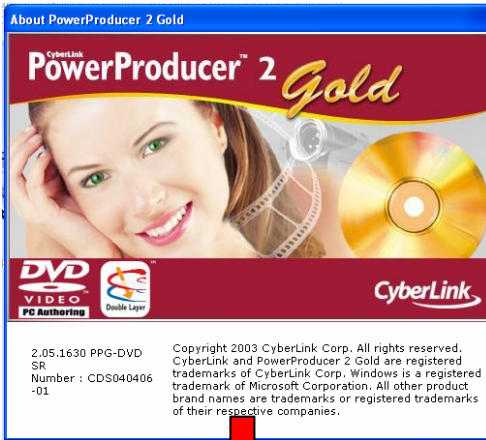 About PowerProducer 2 Gold
CyberLink
PowerProducer™ 2 Gold
DVD
VIDEO™
PC Authoring
Double Layer
™
CyberLink
2.05.1630 PPG-DVD
SR
Number : CDS040406
-01
Copyright 2003 CyberLink Corp. All rights reserved.
CyberLink and PowerProducer 2 Gold are registered
trademarks of CyberLink Corp. Windows is a registered
trademark of Microsoft Corporation. All other product
brand names are trademarks or registered trademarks
of their respective companies.